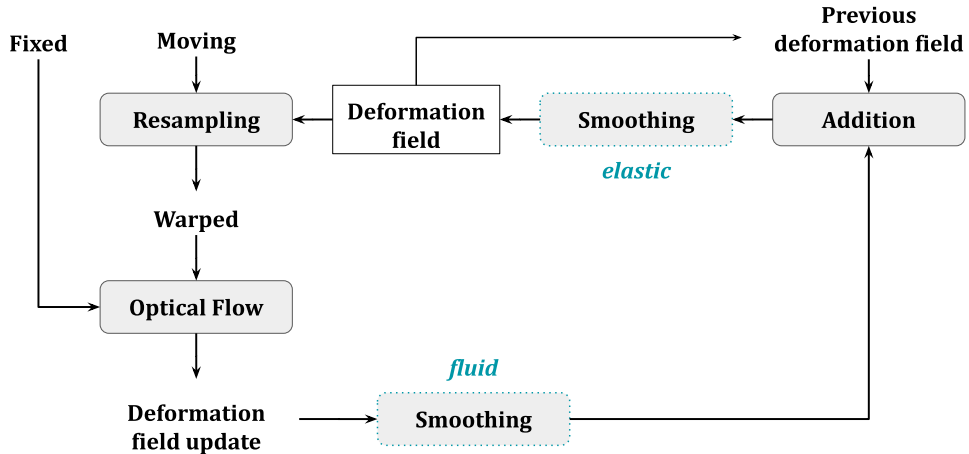 Fixed
Moving
Previous
deformation field
Resampling
Deformation
field
Smoothing
Addition
elastic
Warped
Optical Flow
fluid
Deformation
field update
Smoothing